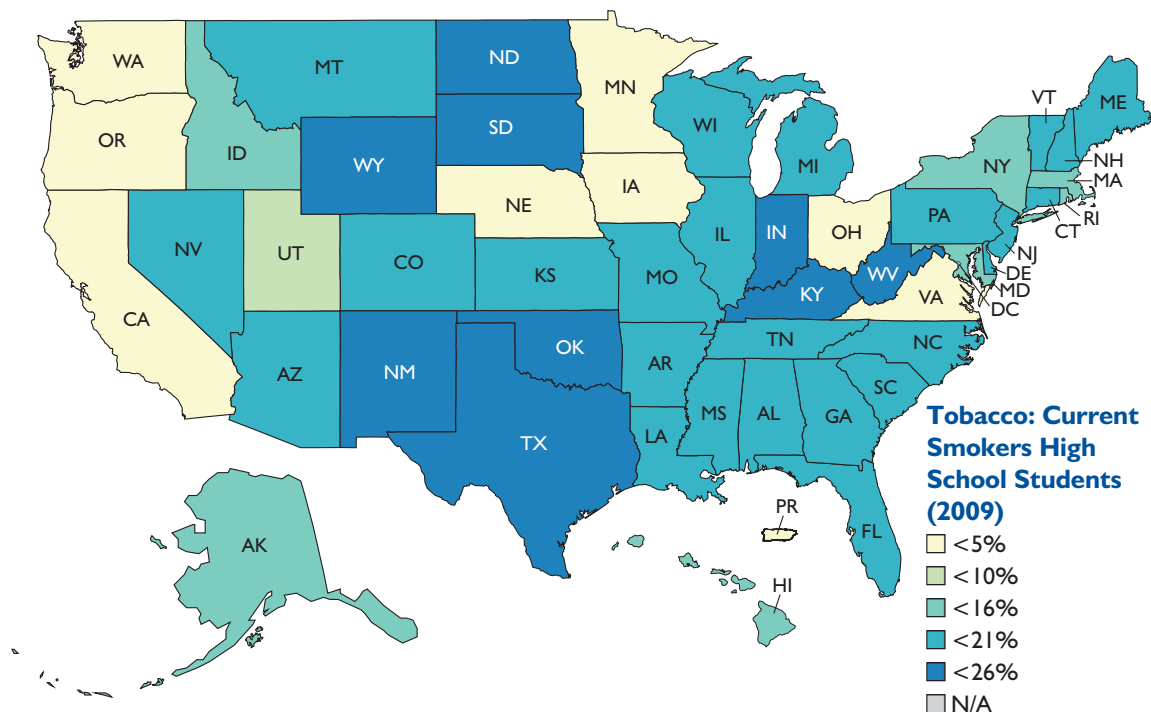 WA
MT
ND
MN
VT
ME
OR
ID
SD
WI
MI
NY
NH
MA
WY
IA
NE
PA
RI
CT
NV
UT
CO
KS
MO
IL
IN
OH
NJ
DE
MD
DC
WV
VA
KY
CA
AZ
NM
OK
AR
TN
NC
SC
TX
LA
MS
AL
GA
FL
AK
PR
HI
Tobacco: Current
Smokers High
School Students
(2009)
<5%
<10%
<16%
<21%
<26%
N/A